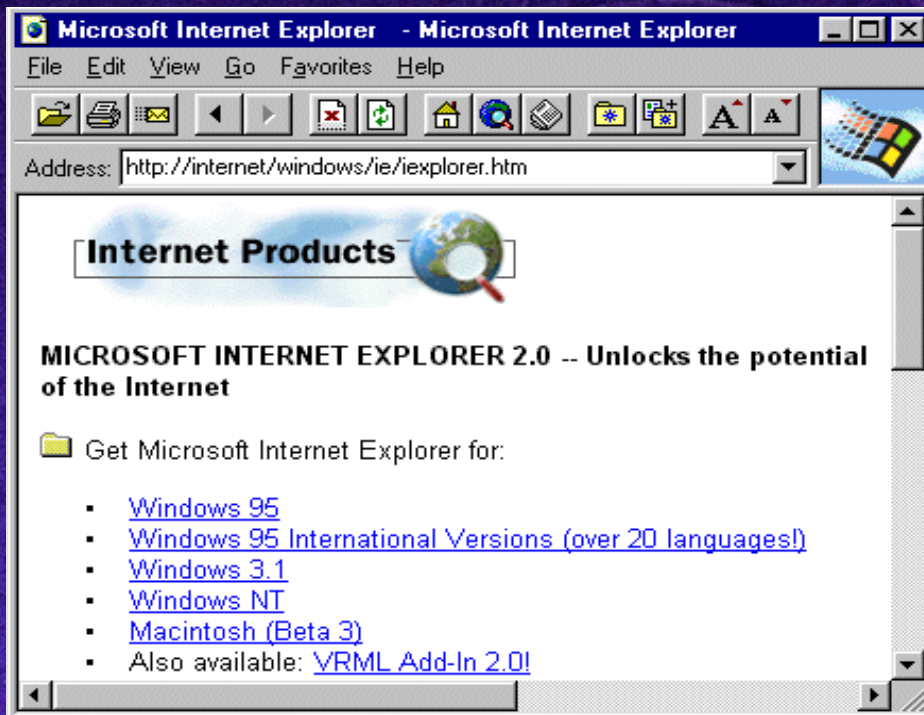 Microsoft Internet Explorer - Microsoft Internet Explorer
File Edit View Go Favorites Help
A A
Address: http://internet/windows/ie/iexplorer.htm
Internet Products
MICROSOFT INTERNET EXPLORER 2.0 -- Unlocks the potential
of the Internet
Get Microsoft Internet Explorer for:
▪ Windows 95
▪ Windows 95 International Versions (over 20 languages!)
▪ Windows 3.1
▪ Windows NT
▪ Macintosh (Beta 3)
▪ Also available: VRML Add-In 2.0!